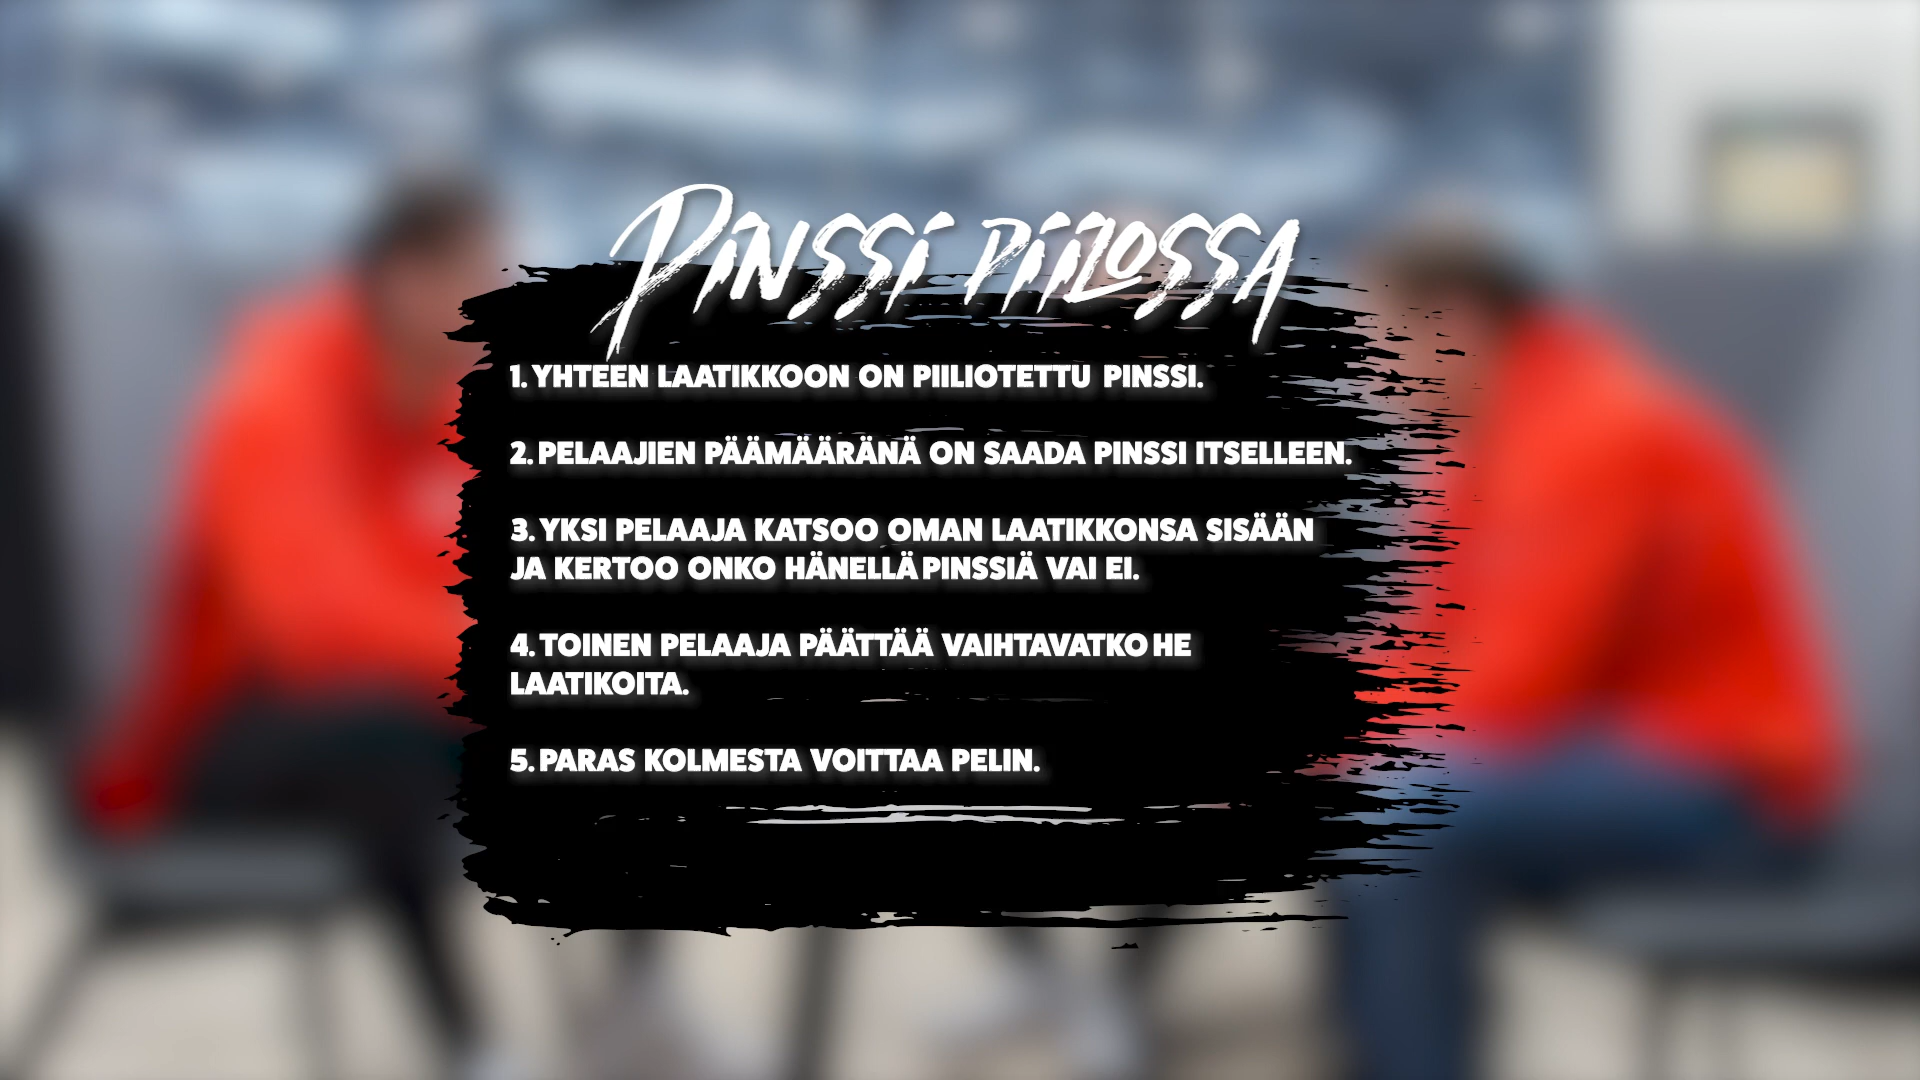 Pinssi piilossa
1. YHTEEN LAATIKKOON ON PIILIOTETTU PINSSI.
2. PELAAJIEN PÄÄMÄÄRÄNÄ ON SAADA PINSSI ITSELLEEN.
3. YKSI PELAAJA KATSOO OMAN LAATIKKONSA SISÄÄN
JA KERTOO ONKO HÄNELLÄ PINSSIÄ VAI EI.
4. TOINEN PELAAJA PÄÄTTÄÄ VAIHTAVATKO HE
LAATIKOITA.
5. PARAS KOLMESTA VOITTAA PELIN.